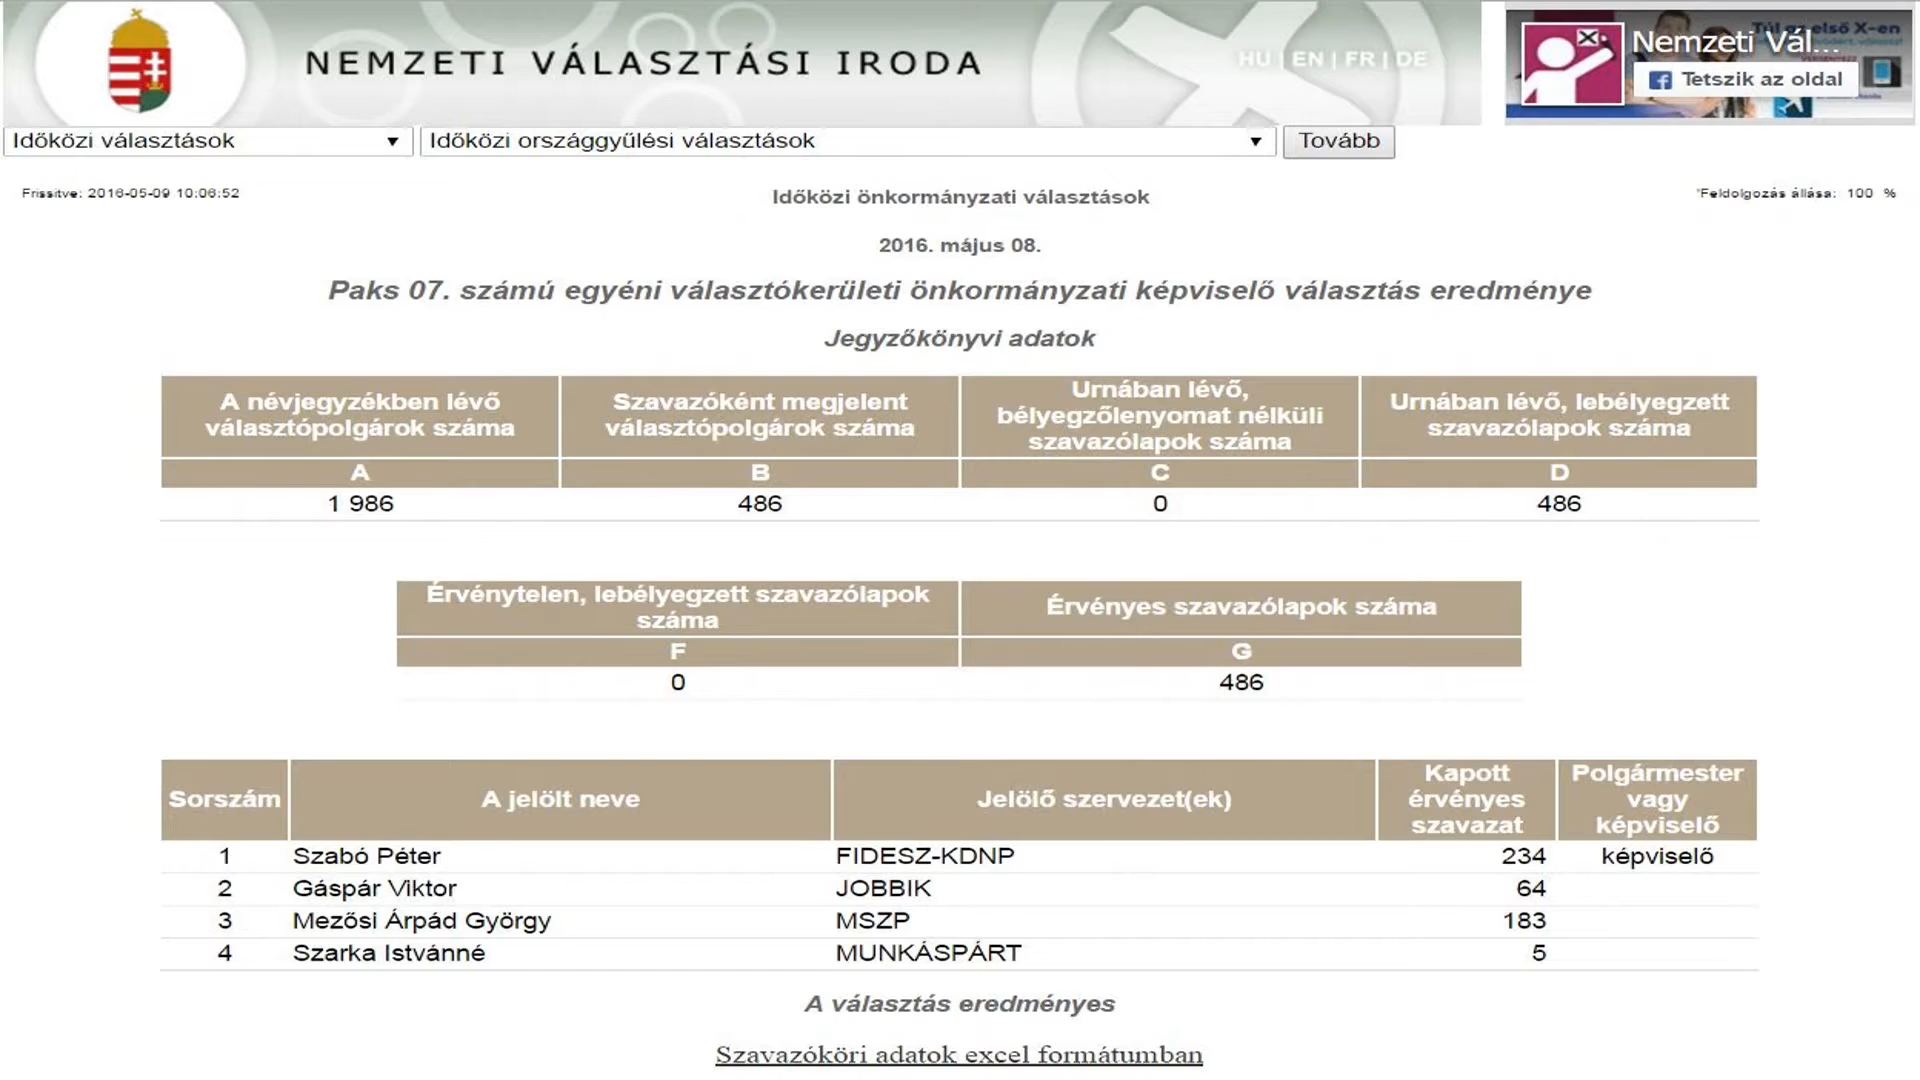 NEMZETI VÁLASZTÁSI IRODA
HU | EN | FR | DE
Túl az első X-en
Nemzeti Vál...
Tetszik az oldal
Időközi választások
Időközi országgyűlési választások
Tovább
Frissitve: 2016-05-09 10:06:52
Időközi önkormányzati választások
*Feldolgozás állása: 100 %
2016. május 08.
Paks 07. számú egyéni választókerületi önkormányzati képviselő választás eredménye
Jegyzőkönyvi adatok
A névjegyzékben lévő választópolgárok száma
Szavazóként megjelent választópolgárok száma
Urnában lévő, bélyegzőlenyomat nélküli szavazólapok száma
Urnában lévő, lebélyegzett szavazólapok száma
A B C D
1 986 486 0 486
Érvénytelen, lebélyegzett szavazólapok száma
Érvényes szavazólapok száma
F G
0 486
Sorszám A jelölt neve Jelölő szervezet(ek) Kapott érvényes szavazat Polgármester vagy képviselő
1 Szabó Péter FIDESZ-KDNP 234 képviselő
2 Gáspár Viktor JOBBIK 64
3 Mezősi Árpád György MSZP 183
4 Szarka Istvánné MUNKÁSPÁRT 5
A választás eredményes
Szavazóköri adatok excel formátumban